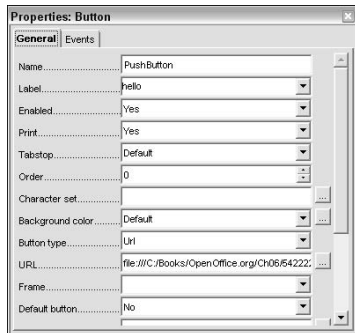 Properties: Button
General Events
Name PushButton
Label hello
Enabled Yes
Print Yes
Tabstop Default
Order 0
Character set ...
Background color Default ...
Button type Url
URL file:///C:/Books/OpenOffice.org/Ch06/54222 ...
Frame
Default button No